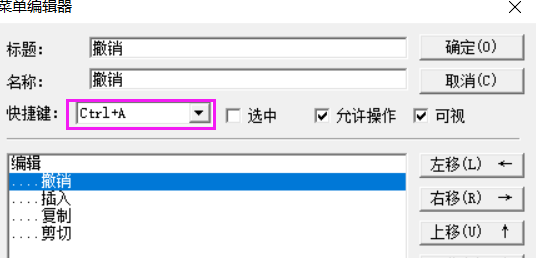 菜单编辑器
标题: 撤销 确定(O)
名称: 撤销 取消(C)
快捷键: Ctrl+A 选中 允许操作 可视
编辑
....撤销
....插入
....复制
....剪切
左移(L) ←
右移(R) →
上移(U) ↑